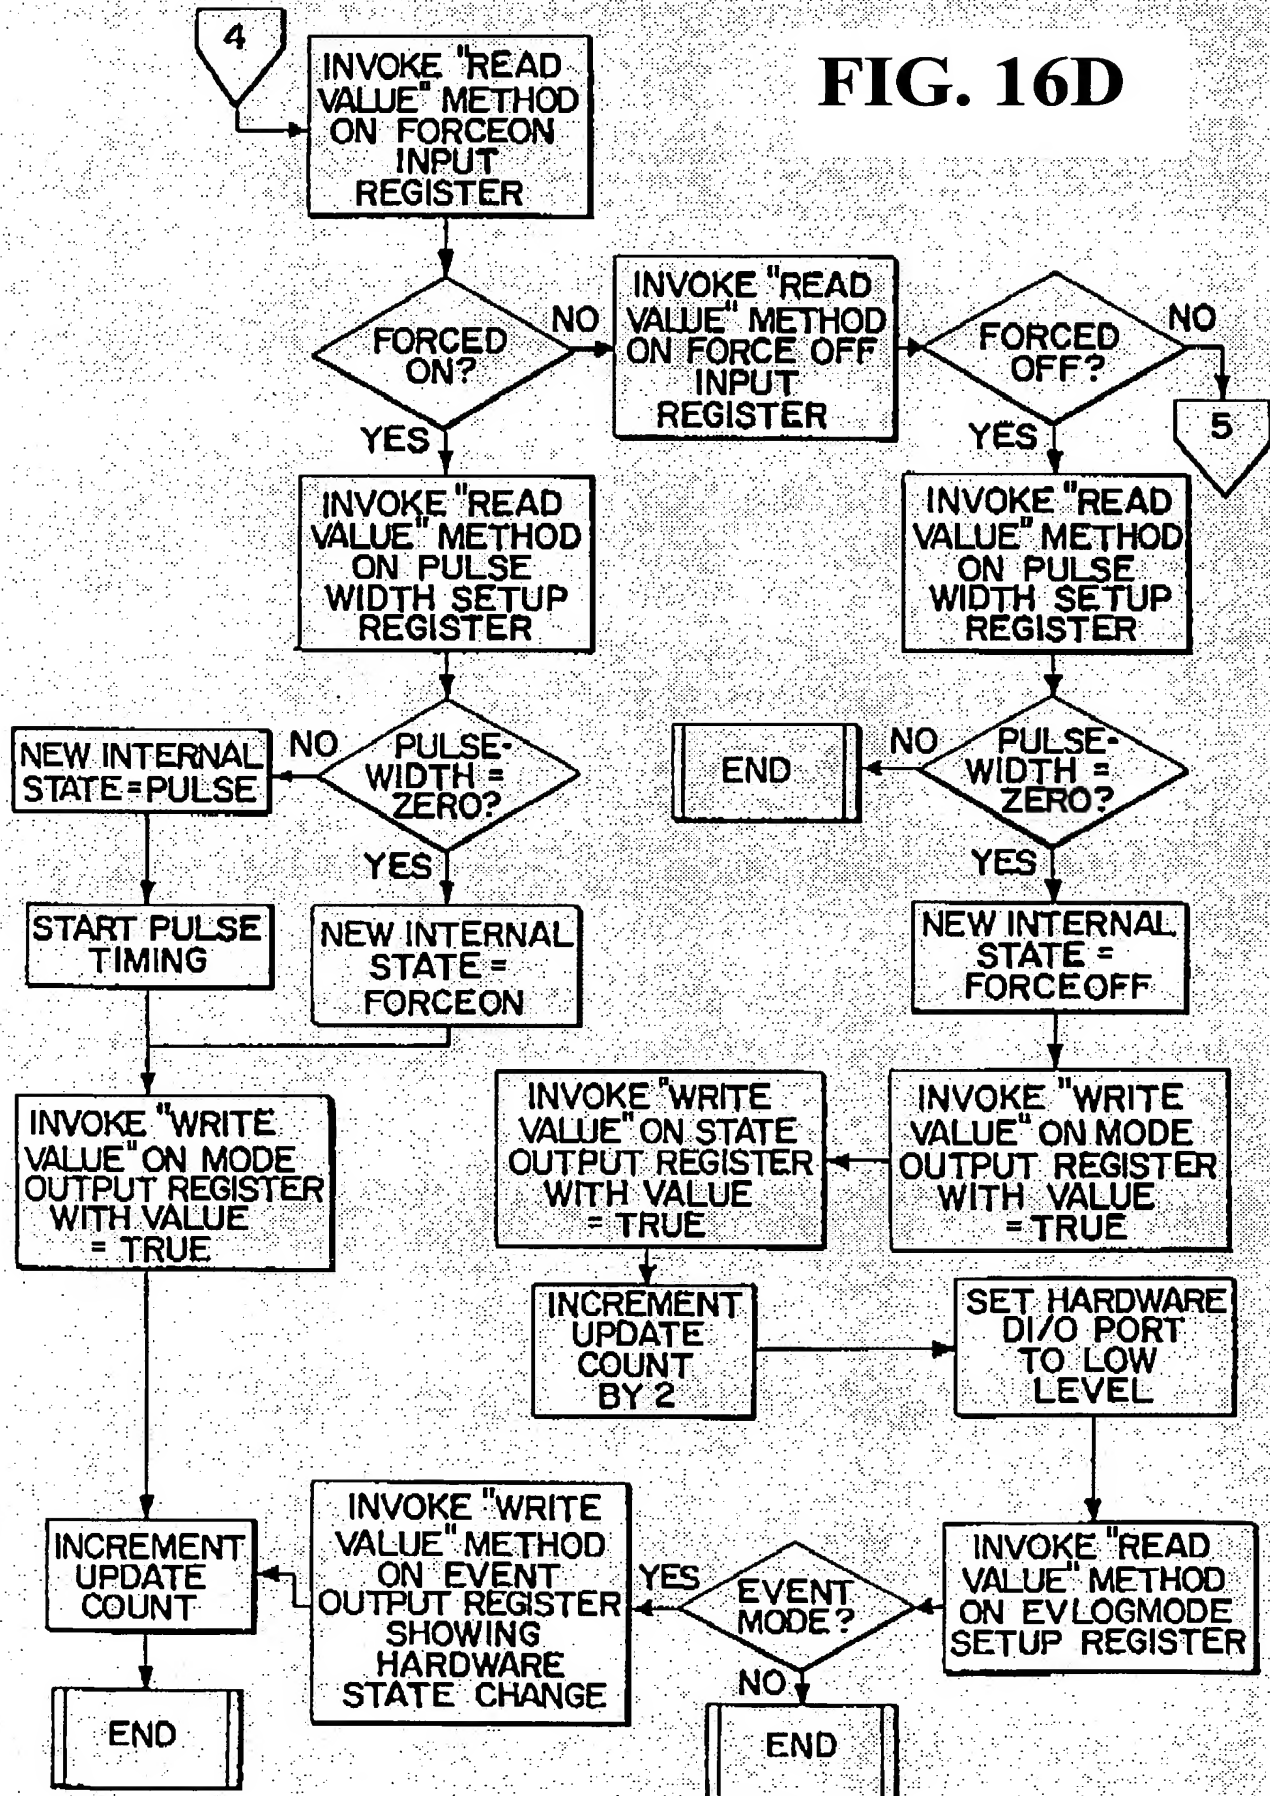 4
FIG. 16D
INVOKE "READ
VALUE" METHOD
ON FORCEON
INPUT
REGISTER
FORCED
ON?
NO
INVOKE "READ
VALUE" METHOD
ON FORCE OFF
INPUT
REGISTER
FORCED
OFF?
NO
5
YES
YES
INVOKE "READ
VALUE" METHOD
ON PULSE
WIDTH SETUP
REGISTER
INVOKE "READ
VALUE" METHOD
ON PULSE
WIDTH SETUP
REGISTER
NEW INTERNAL
STATE=PULSE
NO
PULSE-
WIDTH =
ZERO?
END
NO
PULSE-
WIDTH =
ZERO?
YES
YES
START PULSE
TIMING
NEW INTERNAL
STATE =
FORCEON
NEW INTERNAL
STATE =
FORCEOFF
INVOKE "WRITE
VALUE" ON MODE
OUTPUT REGISTER
WITH VALUE
= TRUE
INVOKE "WRITE
VALUE" ON STATE
OUTPUT REGISTER
WITH VALUE
= TRUE
INVOKE "WRITE
VALUE" ON MODE
OUTPUT REGISTER
WITH VALUE
= TRUE
INCREMENT
UPDATE
COUNT
BY 2
SET HARDWARE
DI/O PORT
TO LOW
LEVEL
INCREMENT
UPDATE
COUNT
INVOKE "WRITE
VALUE" METHOD
ON EVENT
OUTPUT REGISTER
SHOWING
HARDWARE
STATE CHANGE
YES
EVENT
MODE?
INVOKE "READ
VALUE" METHOD
ON EVLOGMODE
SETUP REGISTER
NO
END
END